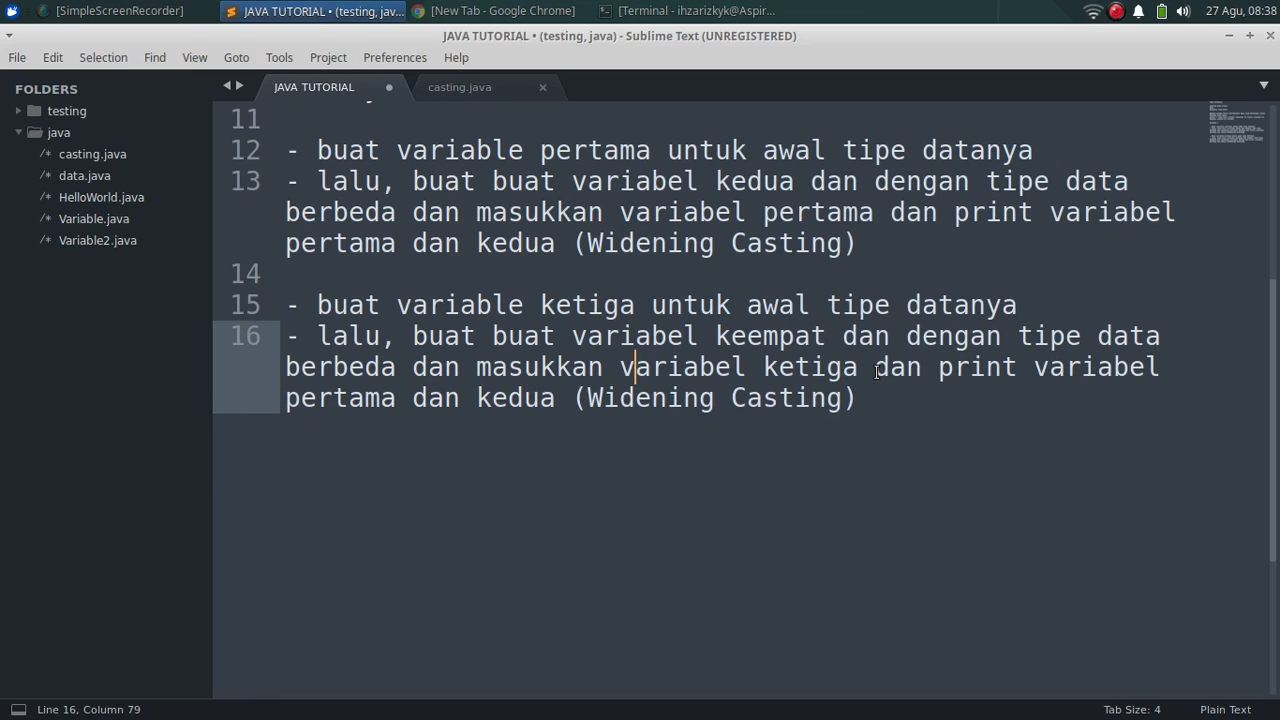 [SimpleScreenRecorder]
JAVA TUTORIAL • (testing, jav...
[New Tab - Google Chrome]
[Terminal - ihzarizkyk@Aspir...
27 Agu, 08:38
JAVA TUTORIAL • (testing, java) - Sublime Text (UNREGISTERED)
File Edit Selection Find View Goto Tools Project Preferences Help
FOLDERS
testing
java
/* casting.java
/* data.java
/* HelloWorld.java
/* Variable.java
/* Variable2.java
JAVA TUTORIAL
casting.java
11
12 - buat variable pertama untuk awal tipe datanya
13 - lalu, buat buat variabel kedua dan dengan tipe data
berbeda dan masukkan variabel pertama dan print variabel
pertama dan kedua (Widening Casting)
14
15 - buat variable ketiga untuk awal tipe datanya
16 - lalu, buat buat variabel keempat dan dengan tipe data
berbeda dan masukkan variabel ketiga dan print variabel
pertama dan kedua (Widening Casting)
Line 16, Column 79
Tab Size: 4
Plain Text